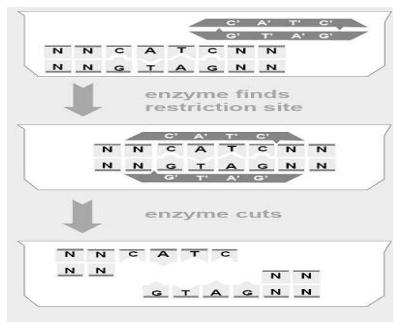 C' A' T' C'
G' T' A' G'
N N C A T C N N
N N G T A G N N
enzyme finds
restriction site
C' A' T' C'
N N C A T C N N
N N G T A G N N
G' T' A' G'
enzyme cuts
N N C A T C
N N
N N
G T A G N N